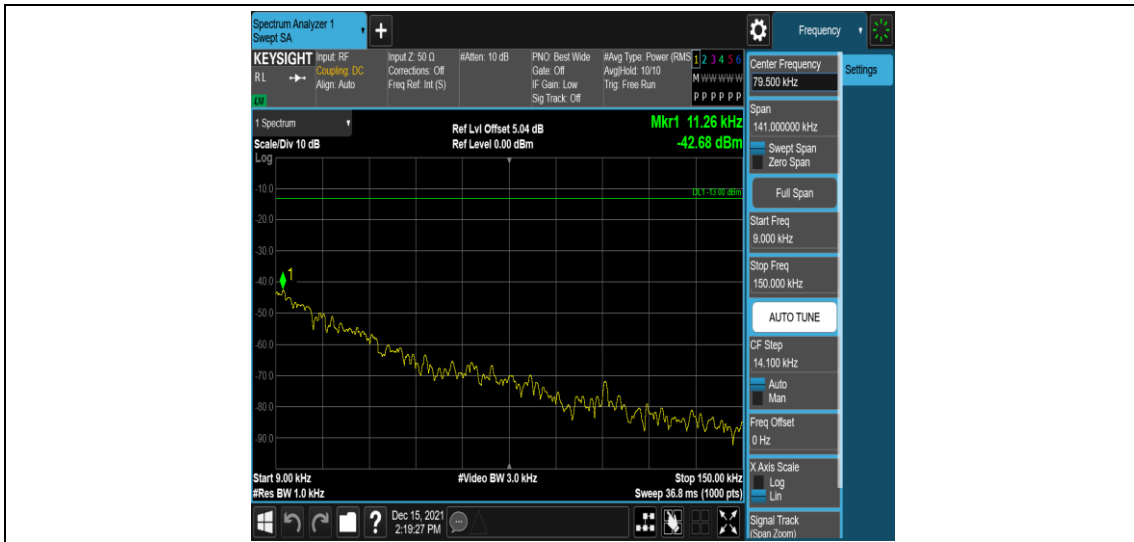 Spectrum Analyzer 1
Swept SA
+
Frequency
KEYSIGHT
RL
Input: RF
Coupling: DC
Align: Auto
Input Z: 50 Ω
Corrections: Off
Freq Ref: Int (S)
#Atten: 10 dB
PNO: Best Wide
Gate: Off
IF Gain: Low
Sig Track: Off
#Avg Type: Power (RMS
Avg|Hold: 10/10
Trig: Free Run
1 2 3 4 5 6
M W W W W W
P P P P P P
1 Spectrum
Scale/Div 10 dB
Log
Ref Lvl Offset 5.04 dB
Ref Level 0.00 dBm
Mkr1 11.26 kHz
-42.68 dBm
DL1 -13.00 dBm
-10.0
-20.0
-30.0
-40.0
1
-50.0
-60.0
-70.0
-80.0
-90.0
Start 9.00 kHz
#Res BW 1.0 kHz
#Video BW 3.0 kHz
Stop 150.00 kHz
Sweep 36.8 ms (1000 pts)
Dec 15, 2021
2:19:27 PM
?
Center Frequency
79.500 kHz
Settings
Span
141.000000 kHz
Swept Span
Zero Span
Full Span
Start Freq
9.000 kHz
Stop Freq
150.000 kHz
AUTO TUNE
CF Step
14.100 kHz
Auto
Man
Freq Offset
0 Hz
X Axis Scale
Log
Lin
Signal Track
(Span Zoom)